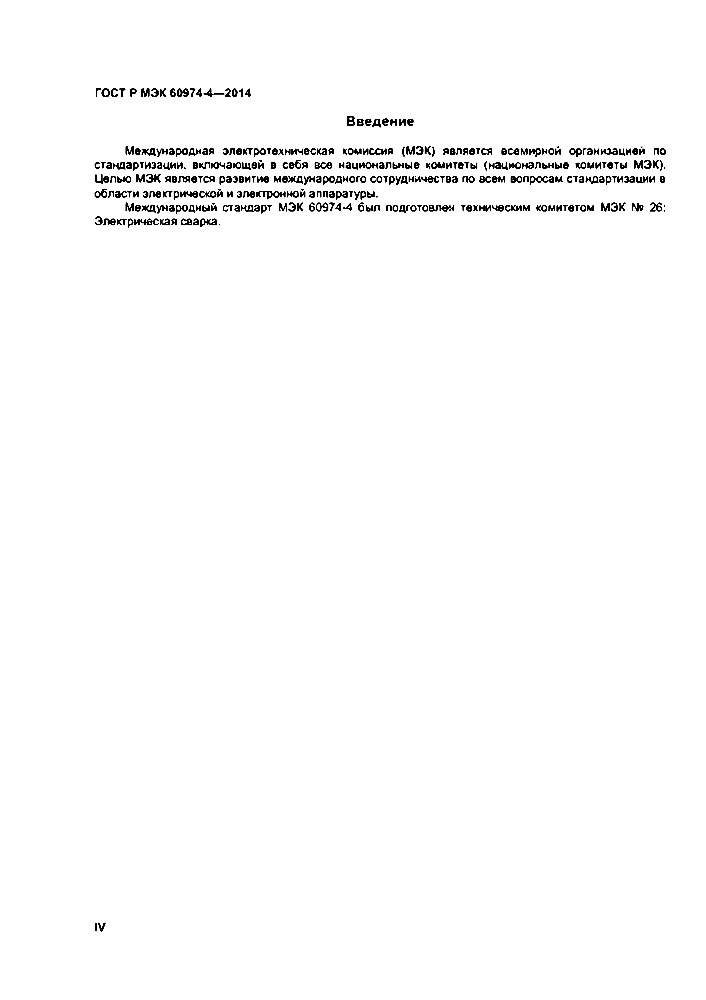 ГОСТ Р МЭК 60974-4—2014
Введение
Международная электротехническая комиссия (МЭК) является всемирной организацией по
стандартизации, включающей в себя все национальные комитеты (национальные комитеты МЭК).
Целью МЭК является развитие международного сотрудничества по всем вопросам стандартизации в
области электрической и электронной аппаратуры.
Международный стандарт МЭК 60974-4 был подготовлен техническим комитетом МЭК № 26:
Электрическая сварка.
IV